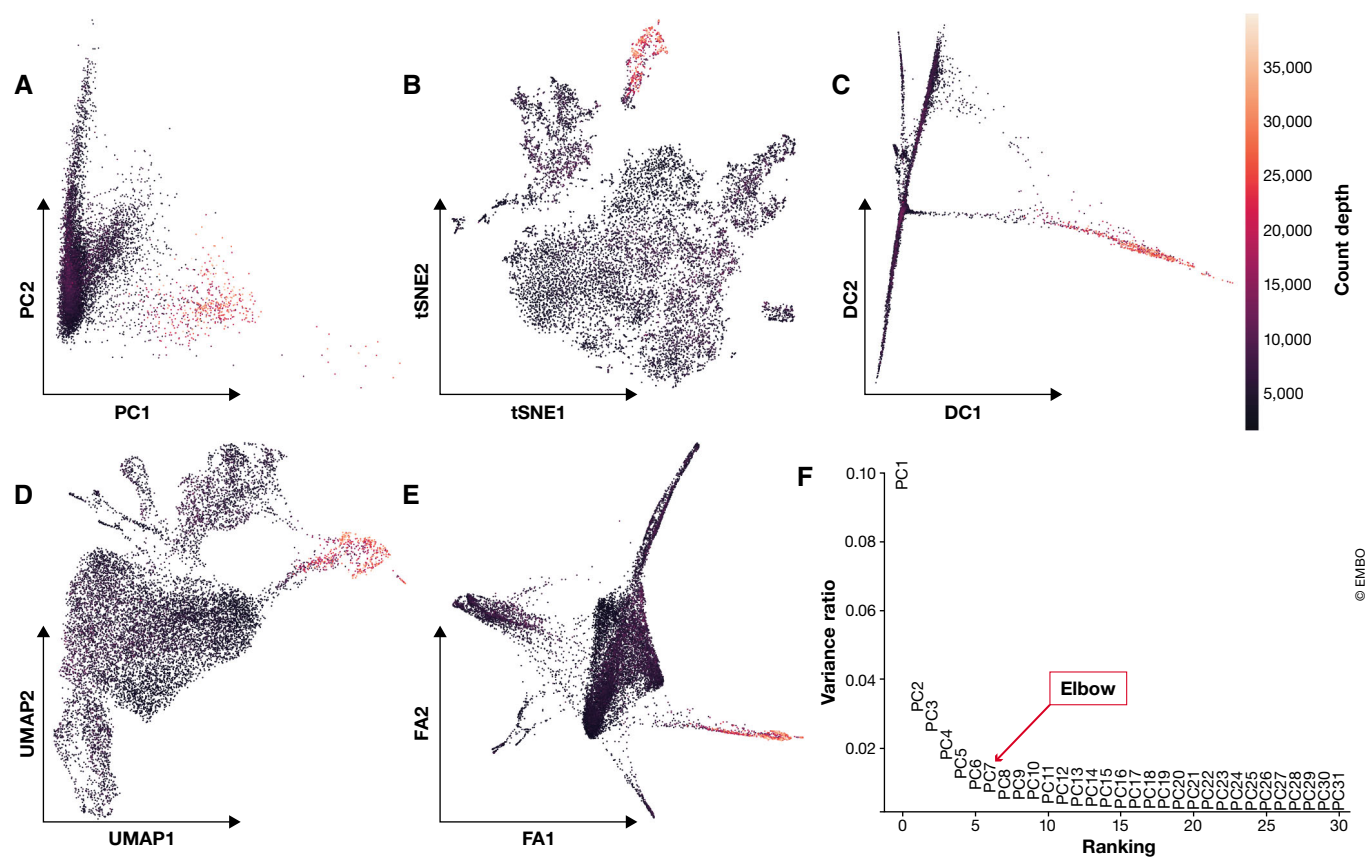 A
PC2
PC1
B
tSNE2
tSNE1
C
DC2
DC1
35,000
30,000
25,000
20,000
15,000
10,000
5,000
Count depth
D
UMAP2
UMAP1
E
FA2
FA1
F
Variance ratio
0.10
0.08
0.06
0.04
0.02
PC1
PC2
PC3
PC4
PC5
PC6
PC7
PC8
PC9
PC10
PC11
PC12
PC13
PC14
PC15
PC16
PC17
PC18
PC19
PC20
PC21
PC22
PC23
PC24
PC25
PC26
PC27
PC28
PC29
PC30
PC31
Elbow
0 5 10 15 20 25 30
Ranking
© EMBO